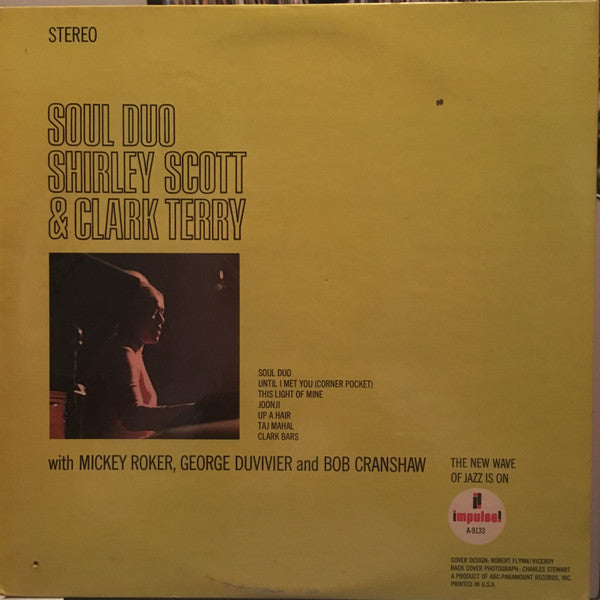 STEREO
SOUL DUO
SHIRLEY SCOTT
& CLARK TERRY
SOUL DUO
UNTIL I MET YOU (CORNER POCKET)
THIS LIGHT OF MINE
JOONJI
UP A HAIR
TAJ MAHAL
CLARK BARS
with MICKEY ROKER, GEORGE DUVIVIER and BOB CRANSHAW
THE NEW WAVE
OF JAZZ IS ON
impulse!
A-9133
COVER DESIGN: ROBERT FLYNN/VICEROY
BACK COVER PHOTOGRAPH: CHARLES STEWART
A PRODUCT OF ABC-PARAMOUNT RECORDS, INC.
PRINTED IN U.S.A.